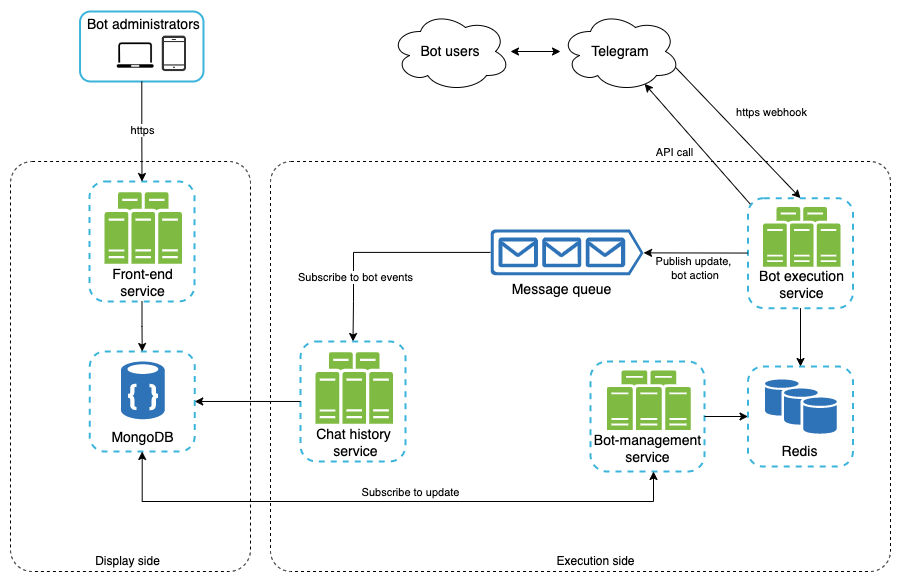 Bot administrators
Bot users
Telegram
https webhook
https
API call
Front-end
service
Publish update,
bot action
Bot execution
service
Message queue
Subscribe to bot events
{ }
MongoDB
Chat history
service
Bot-management
service
Redis
Subscribe to update
Display side
Execution side